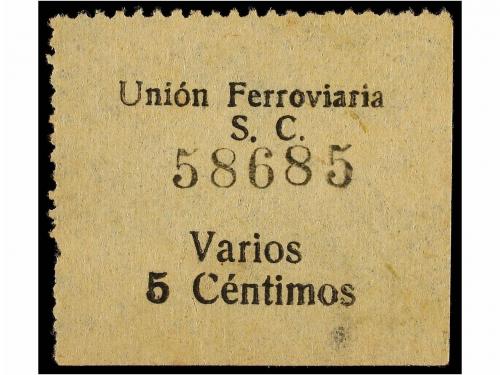 Unión Ferroviaria
S. C.
58685
Varios
5 Céntimos